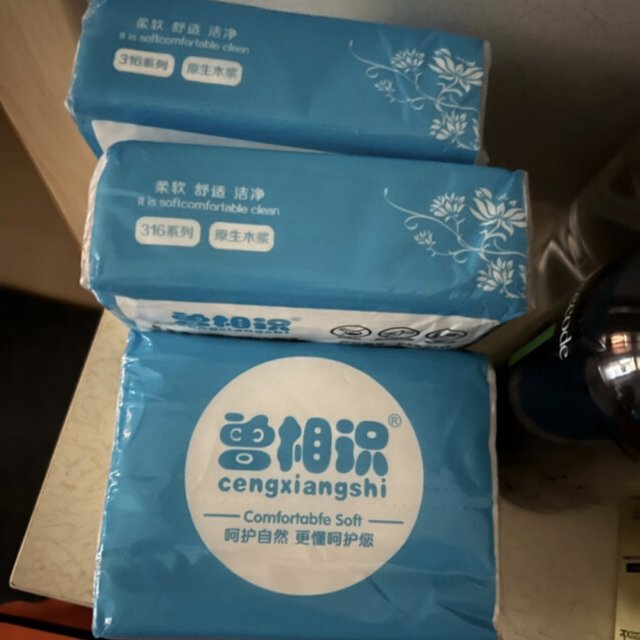 柔软 舒适 洁净
It is softcomfortable clean
316系列 原生木浆
柔软 舒适 洁净
It is softcomfortable clean
316系列 原生木浆
曾相识
曾相识®
cengxiangshi
Comfortabfe Soft
呵护自然 更懂呵护您